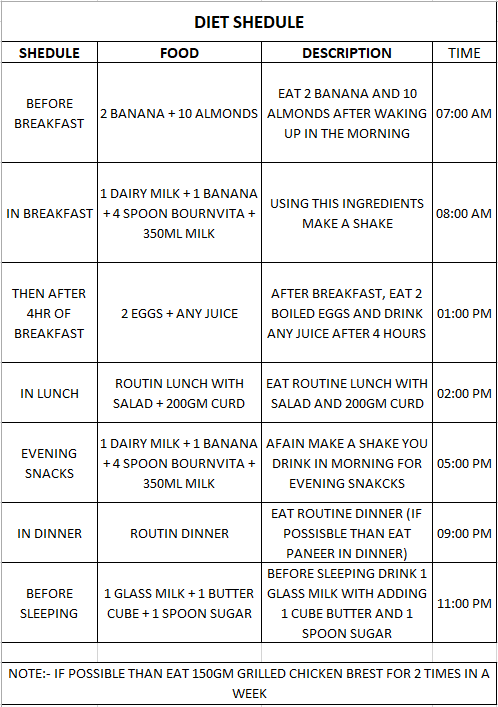 DIET SHEDULE
SHEDULE FOOD DESCRIPTION TIME
BEFORE
BREAKFAST
2 BANANA + 10 ALMONDS
EAT 2 BANANA AND 10
ALMONDS AFTER WAKING
UP IN THE MORNING
07:00 AM
IN BREAKFAST
1 DAIRY MILK + 1 BANANA
+ 4 SPOON BOURNVITA +
350ML MILK
USING THIS INGREDIENTS
MAKE A SHAKE
08:00 AM
THEN AFTER
4HR OF
BREAKFAST
2 EGGS + ANY JUICE
AFTER BREAKFAST, EAT 2
BOILED EGGS AND DRINK
ANY JUICE AFTER 4 HOURS
01:00 PM
IN LUNCH
ROUTIN LUNCH WITH
SALAD + 200GM CURD
EAT ROUTINE LUNCH WITH
SALAD AND 200GM CURD
02:00 PM
EVENING
SNACKS
1 DAIRY MILK + 1 BANANA
+ 4 SPOON BOURNVITA +
350ML MILK
AFAIN MAKE A SHAKE YOU
DRINK IN MORNING FOR
EVENING SNAKCKS
05:00 PM
IN DINNER
ROUTIN DINNER
EAT ROUTINE DINNER (IF
POSSISBLE THAN EAT
PANEER IN DINNER)
09:00 PM
BEFORE
SLEEPING
1 GLASS MILK + 1 BUTTER
CUBE + 1 SPOON SUGAR
BEFORE SLEEPING DRINK 1
GLASS MILK WITH ADDING
1 CUBE BUTTER AND 1
SPOON SUGAR
11:00 PM
NOTE:- IF POSSIBLE THAN EAT 150GM GRILLED CHICKEN BREST FOR 2 TIMES IN A
WEEK